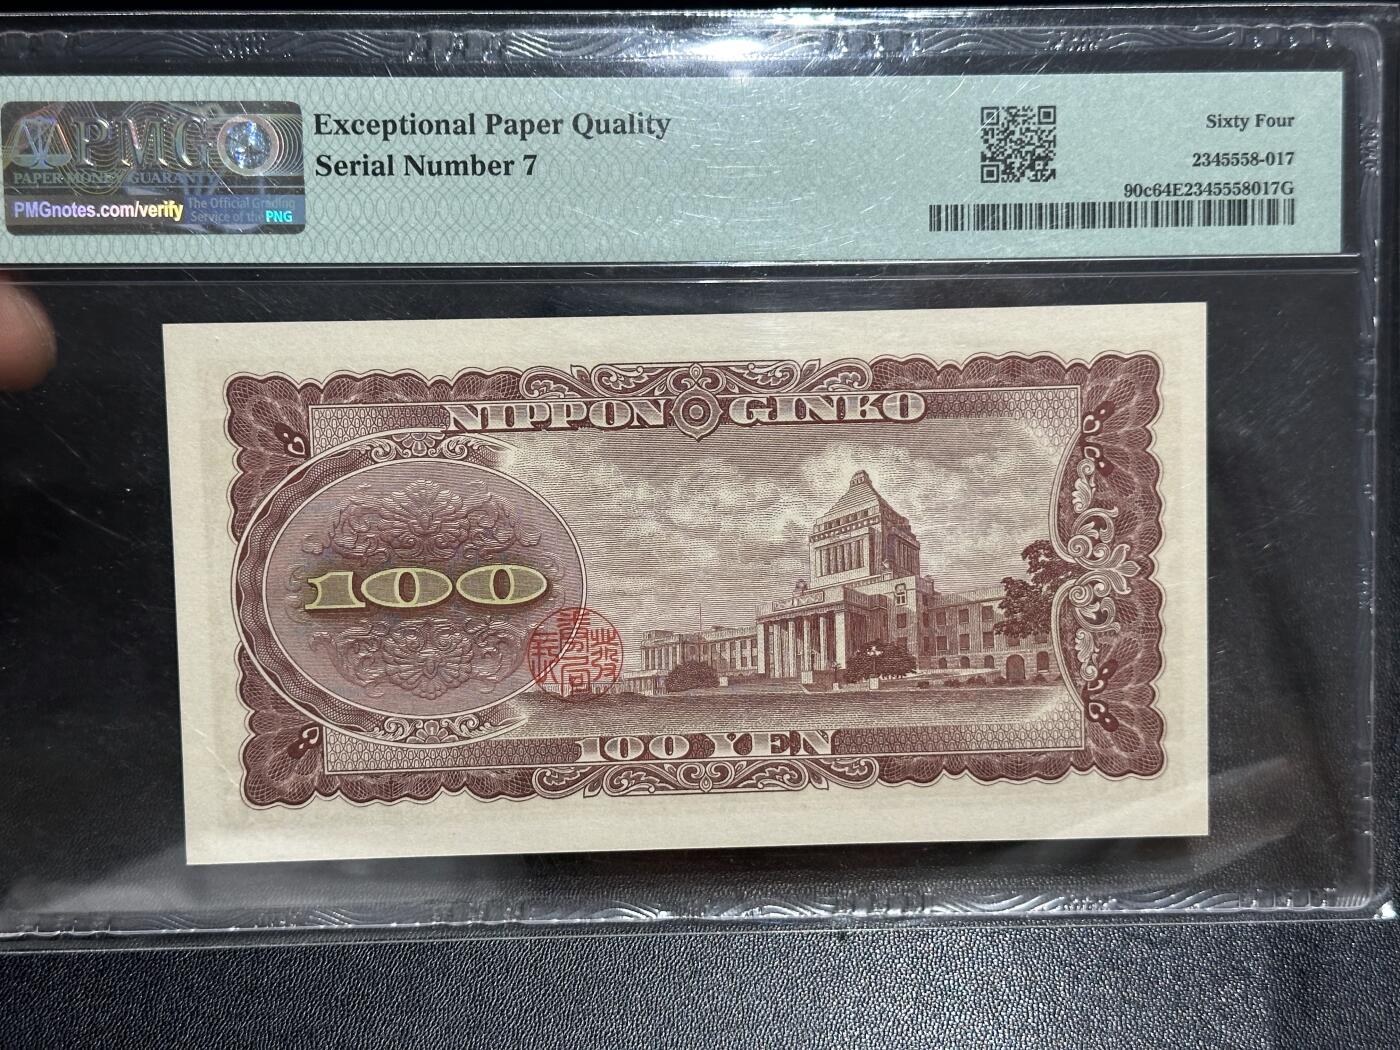 PMG
PAPER MONEY GUARANTY
PMGnotes.com/verify
The Official Grading
Service of the PNG
Exceptional Paper Quality
Serial Number 7
Sixty Four
2345558-017
90c64E2345558017G
NIPPON GINKO
100
100 YEN